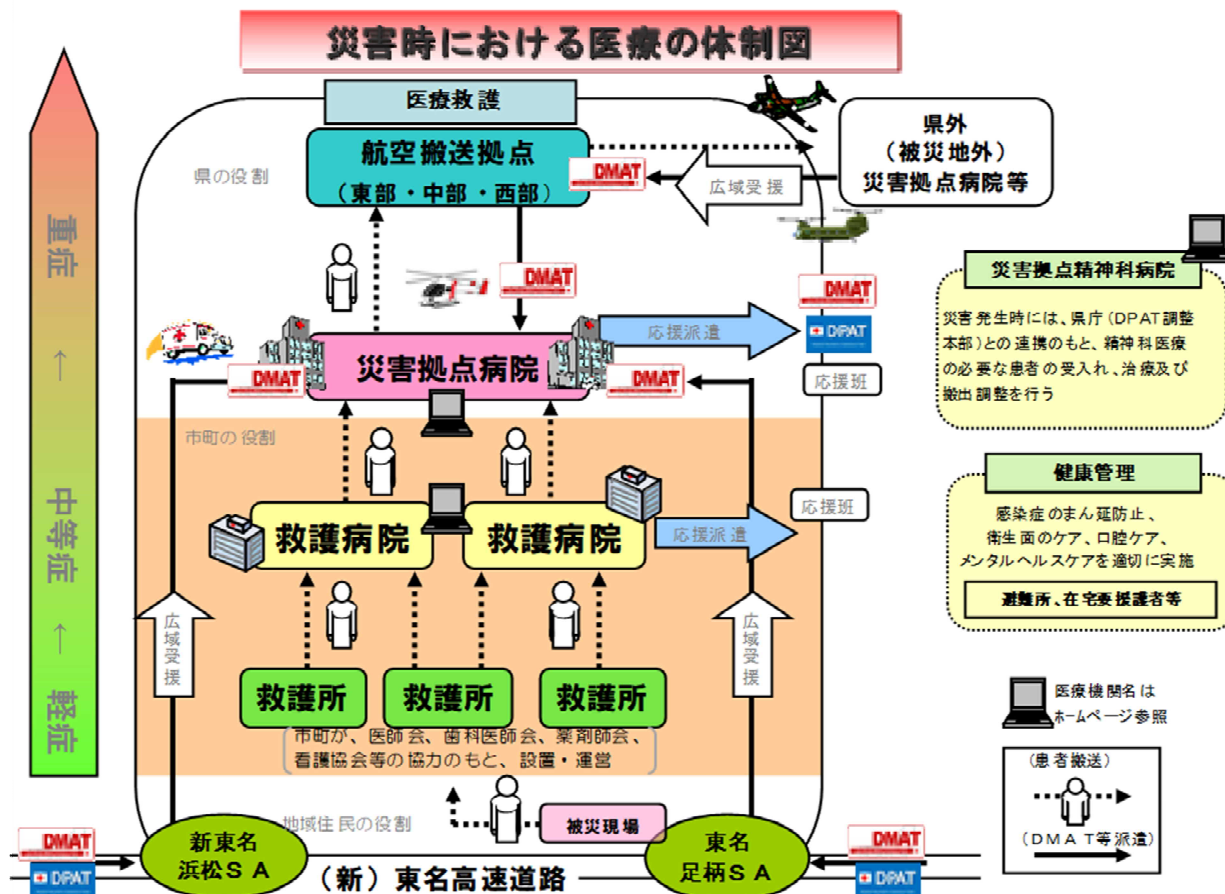 災害時における医療の体制図
医療救護
航空搬送拠点
(東部・中部・西部)
DMAT
県外
(被災地外)
災害拠点病院等
広域受援
県の役割
重症
←
中等症
←
軽症
DMAT
応援派遣
DMAT
DPAT
応援班
災害拠点病院
DMAT
DMAT
災害拠点精神科病院
災害発生時には、県庁(DPAT調整
本部)との連携のもと、精神科医療
の必要な患者の受入れ、治療及び
搬出調整を行う
市町の役割
救護病院
救護病院
応援派遣
応援班
健康管理
感染症のまん延防止、
衛生面のケア、口腔ケア、
メンタルヘルスケアを適切に実施
避難所、在宅要援護者等
広域受援
広域受援
救護所
救護所
救護所
市町が、医師会、歯科医師会、薬剤師会、
看護協会等の協力のもと、設置・運営
医療機関名は
ホームページ参照
(患者搬送)
(DMAT等派遣)
地域住民の役割
被災現場
DMAT
DPAT
新東名
浜松SA
(新)東名高速道路
東名
足柄SA
DMAT
DPAT